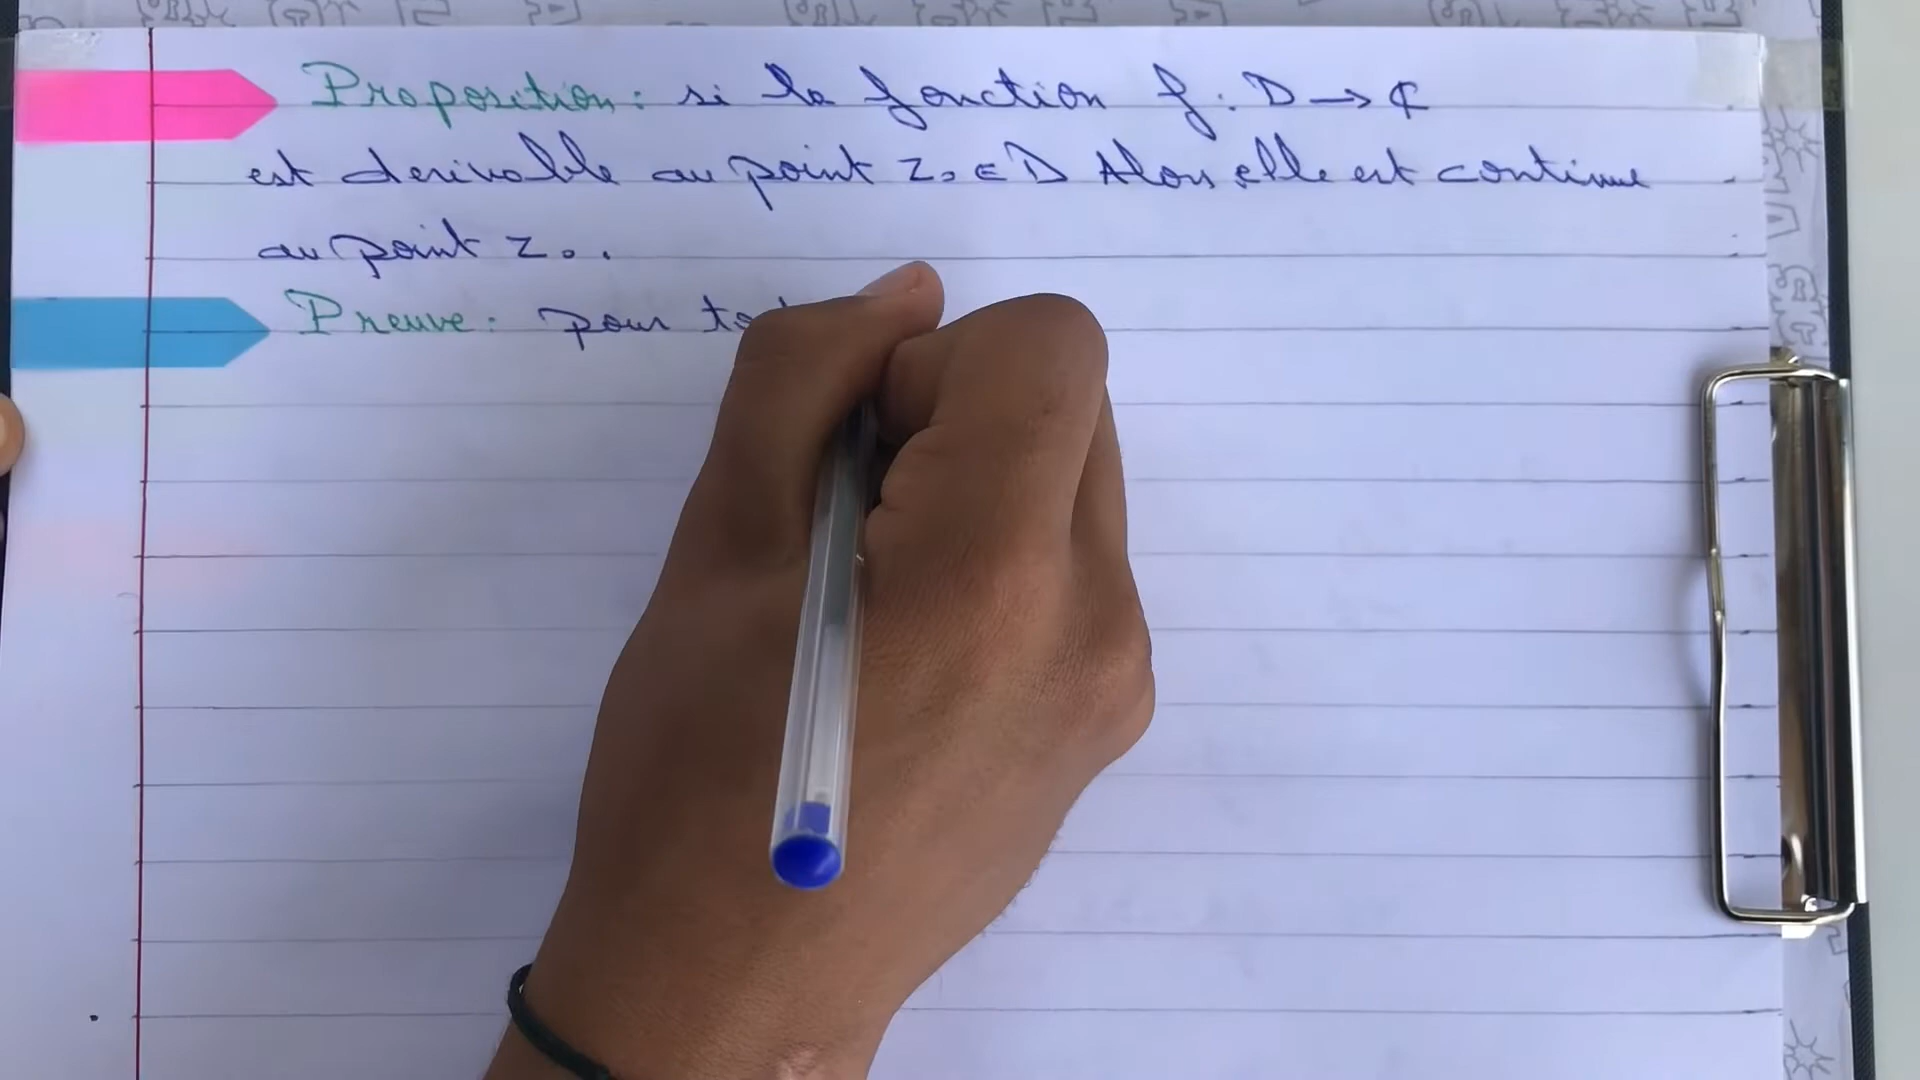 Proposition: si la fonction f: D → ℂ
est derivable au point z₀ ∈ D Alors elle est continue
au point z₀.
Preuve: pour